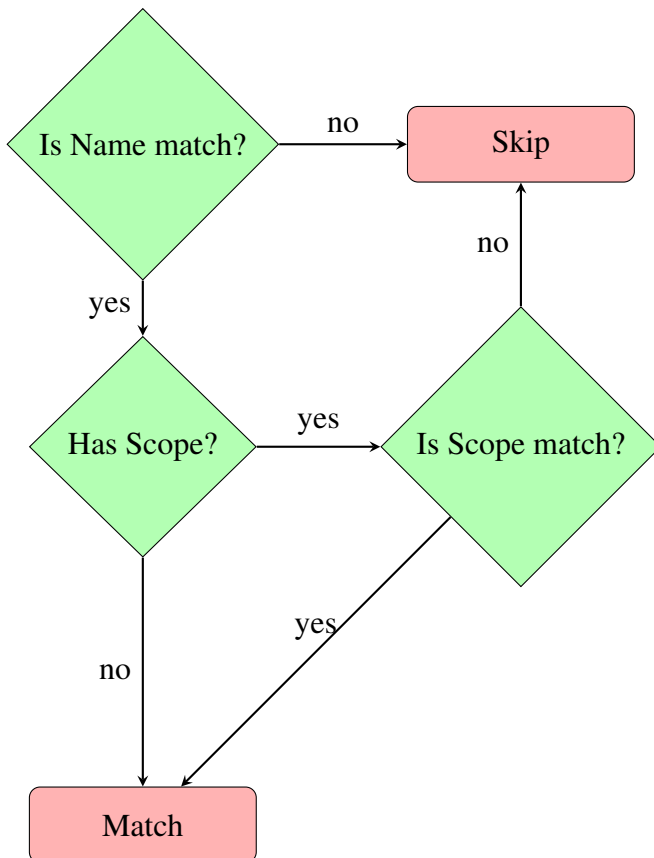 Is Name match?
no
Skip
yes
no
Has Scope?
yes
Is Scope match?
yes
no
Match